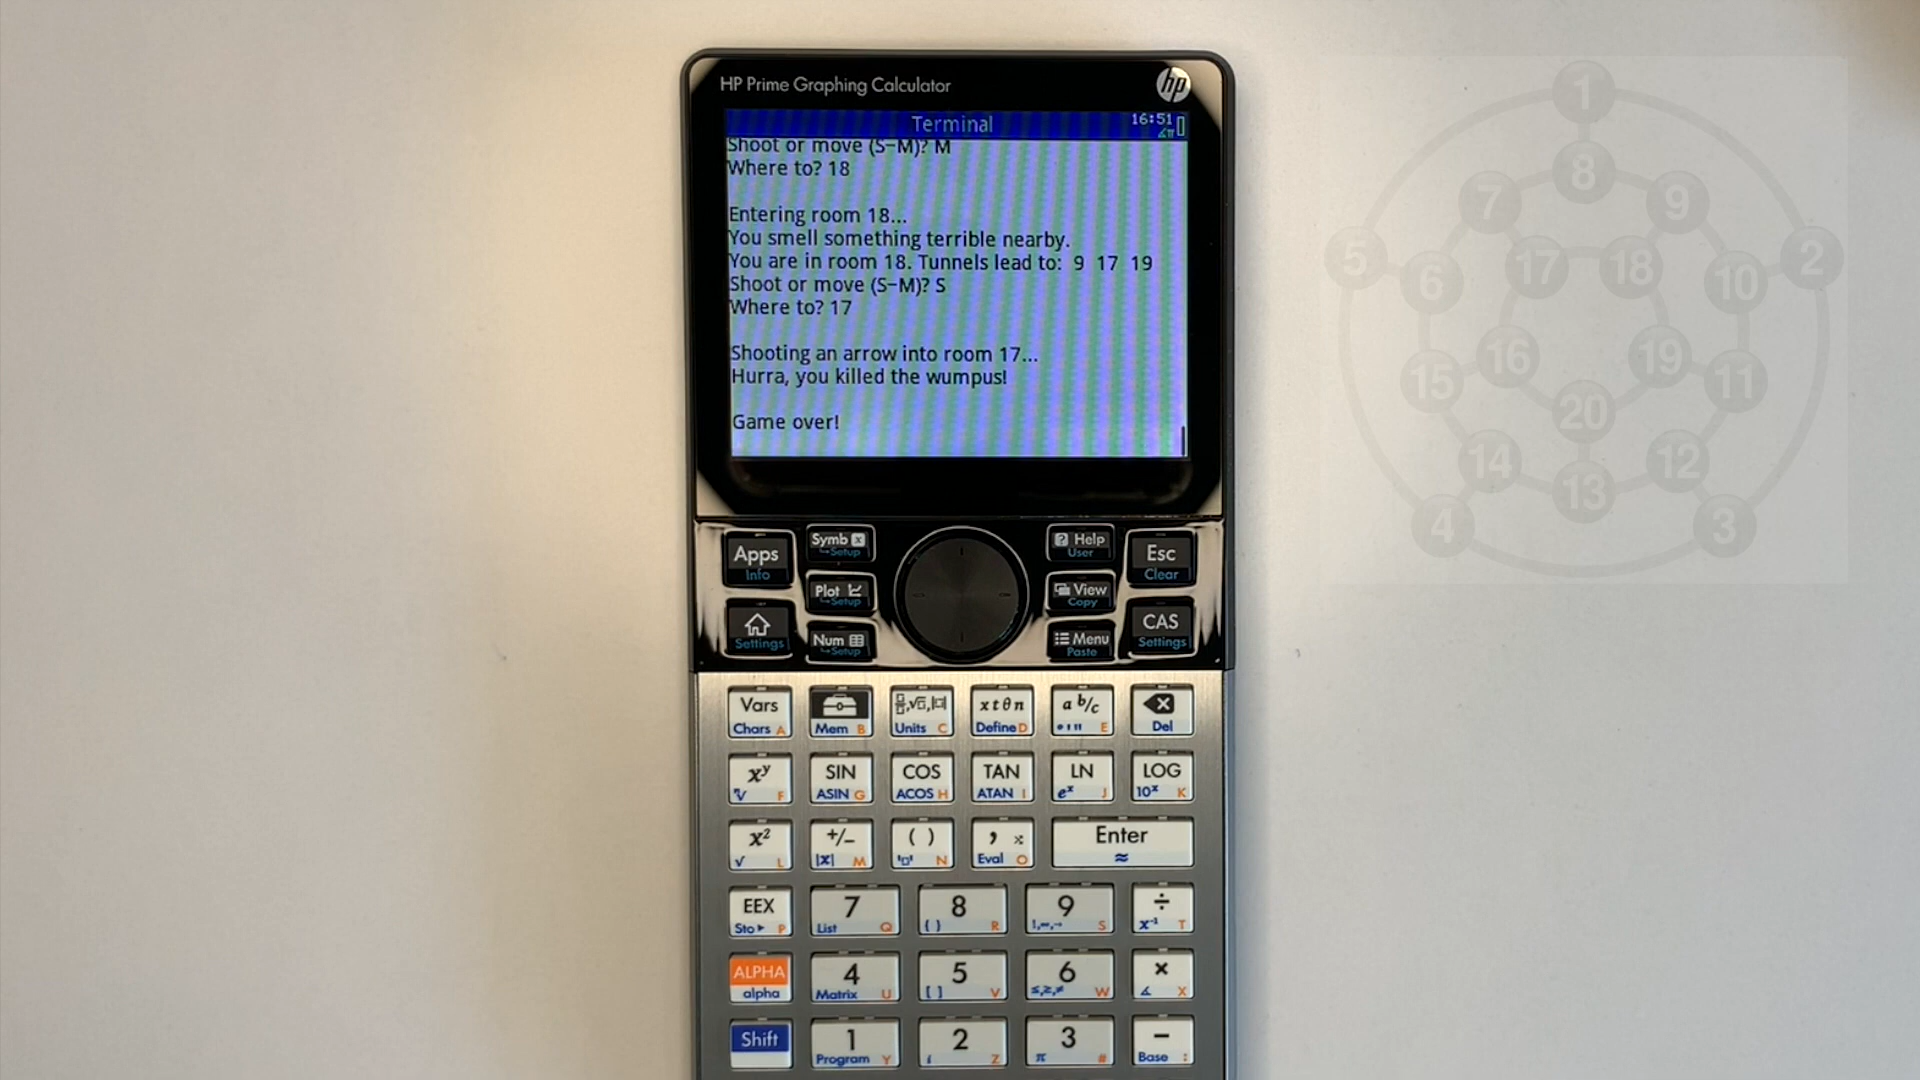 HP Prime Graphing Calculator
hp
Terminal
16:51
Shoot or move (S-M)? M
Where to? 18
Entering room 18...
You smell something terrible nearby.
You are in room 18. Tunnels lead to: 9 17 19
Shoot or move (S-M)? S
Where to? 17
Shooting an arrow into room 17...
Hurra, you killed the wumpus!
Game over!
1
8
7
9
5
6
17
18
10
2
15
16
19
11
20
14
13
12
4
3
Apps
Info
Symb
Setup
Help
User
Esc
Clear
Plot
Setup
View
Copy
Settings
Num
Setup
Menu
Paste
CAS
Settings
Vars
Chars A
Mem B
Units C
x t θ n
Define D
a b/c
E
Del
xʸ
F
SIN
ASIN G
COS
ACOS H
TAN
ATAN I
LN
eˣ J
LOG
10ˣ K
x²
√ L
+/−
|x| M
( )
N
,
Eval O
Enter
≈
EEX
Sto ▸ P
7
List Q
8
{ } R
9
S
÷
x⁻¹ T
ALPHA
alpha
4
Matrix U
5
[ ] V
6
≤,≥,≠ W
×
∡ X
Shift
1
Program Y
2
i Z
3
π #
−
Base :